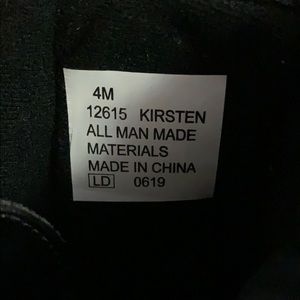 4M
12615 KIRSTEN
ALL MAN MADE
MATERIALS
MADE IN CHINA
LD 0619